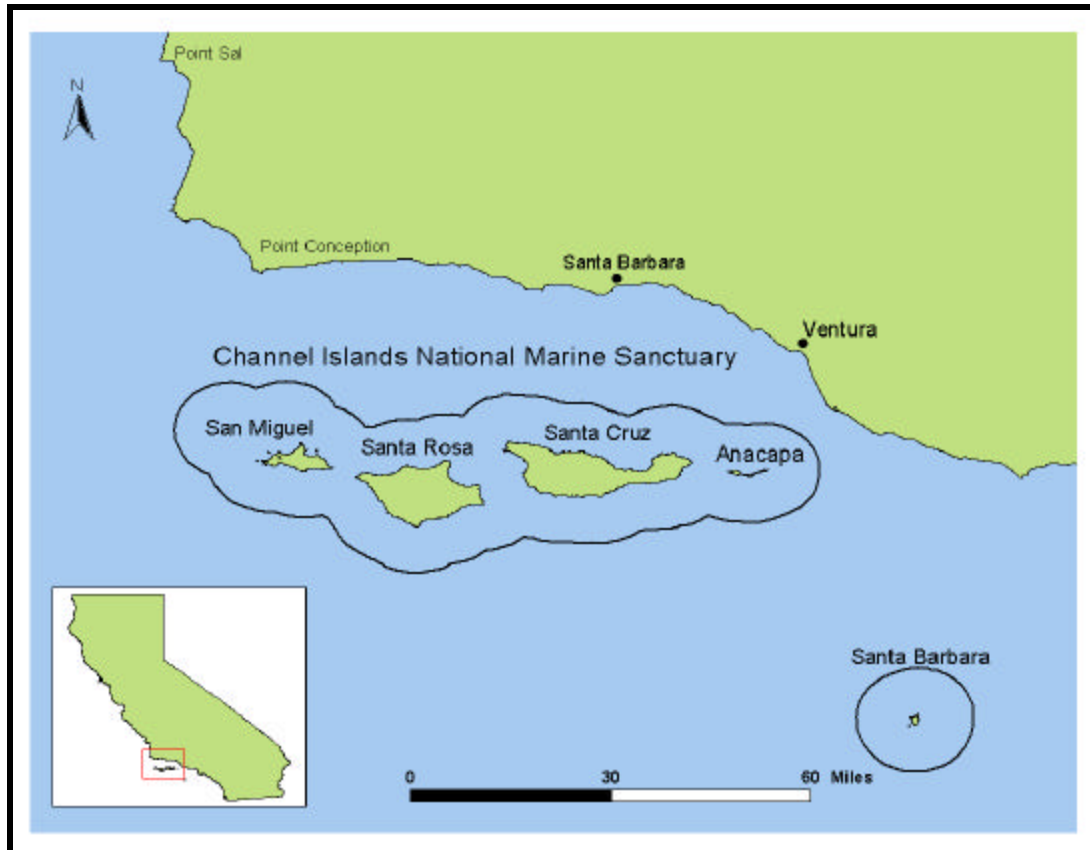 Point Sal
N
Point Conception
Santa Barbara
Ventura
Channel Islands National Marine Sanctuary
San Miguel
Santa Rosa
Santa Cruz
Anacapa
Santa Barbara
0 30 60 Miles